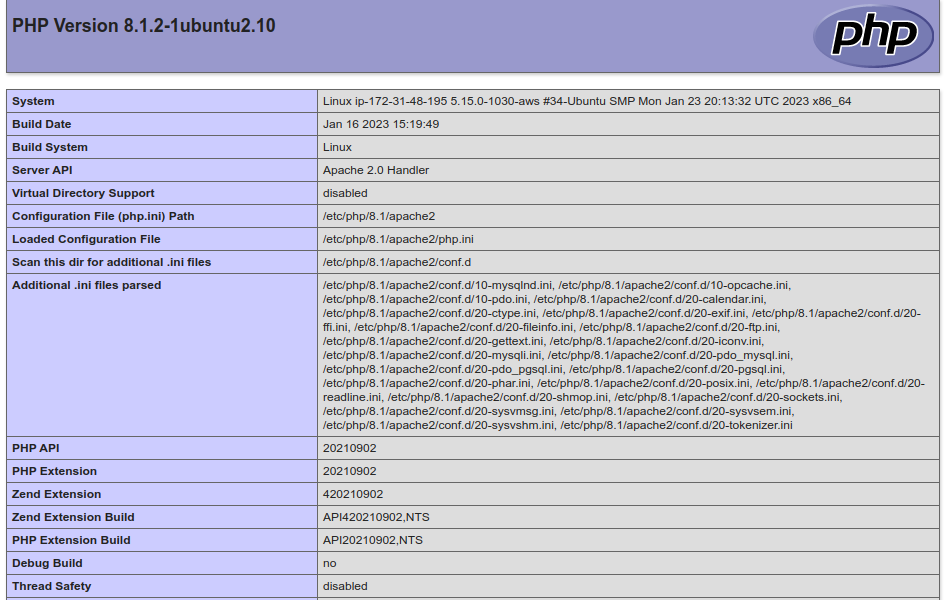 PHP Version 8.1.2-1ubuntu2.10
php
System Linux ip-172-31-48-195 5.15.0-1030-aws #34-Ubuntu SMP Mon Jan 23 20:13:32 UTC 2023 x86_64
Build Date Jan 16 2023 15:19:49
Build System Linux
Server API Apache 2.0 Handler
Virtual Directory Support disabled
Configuration File (php.ini) Path /etc/php/8.1/apache2
Loaded Configuration File /etc/php/8.1/apache2/php.ini
Scan this dir for additional .ini files /etc/php/8.1/apache2/conf.d
Additional .ini files parsed /etc/php/8.1/apache2/conf.d/10-mysqlnd.ini, /etc/php/8.1/apache2/conf.d/10-opcache.ini,
/etc/php/8.1/apache2/conf.d/10-pdo.ini, /etc/php/8.1/apache2/conf.d/20-calendar.ini,
/etc/php/8.1/apache2/conf.d/20-ctype.ini, /etc/php/8.1/apache2/conf.d/20-exif.ini, /etc/php/8.1/apache2/conf.d/20-
ffi.ini, /etc/php/8.1/apache2/conf.d/20-fileinfo.ini, /etc/php/8.1/apache2/conf.d/20-ftp.ini,
/etc/php/8.1/apache2/conf.d/20-gettext.ini, /etc/php/8.1/apache2/conf.d/20-iconv.ini,
/etc/php/8.1/apache2/conf.d/20-mysqli.ini, /etc/php/8.1/apache2/conf.d/20-pdo_mysql.ini,
/etc/php/8.1/apache2/conf.d/20-pdo_pgsql.ini, /etc/php/8.1/apache2/conf.d/20-pgsql.ini,
/etc/php/8.1/apache2/conf.d/20-phar.ini, /etc/php/8.1/apache2/conf.d/20-posix.ini, /etc/php/8.1/apache2/conf.d/20-
readline.ini, /etc/php/8.1/apache2/conf.d/20-shmop.ini, /etc/php/8.1/apache2/conf.d/20-sockets.ini,
/etc/php/8.1/apache2/conf.d/20-sysvmsg.ini, /etc/php/8.1/apache2/conf.d/20-sysvsem.ini,
/etc/php/8.1/apache2/conf.d/20-sysvshm.ini, /etc/php/8.1/apache2/conf.d/20-tokenizer.ini
PHP API 20210902
PHP Extension 20210902
Zend Extension 420210902
Zend Extension Build API420210902,NTS
PHP Extension Build API20210902,NTS
Debug Build no
Thread Safety disabled